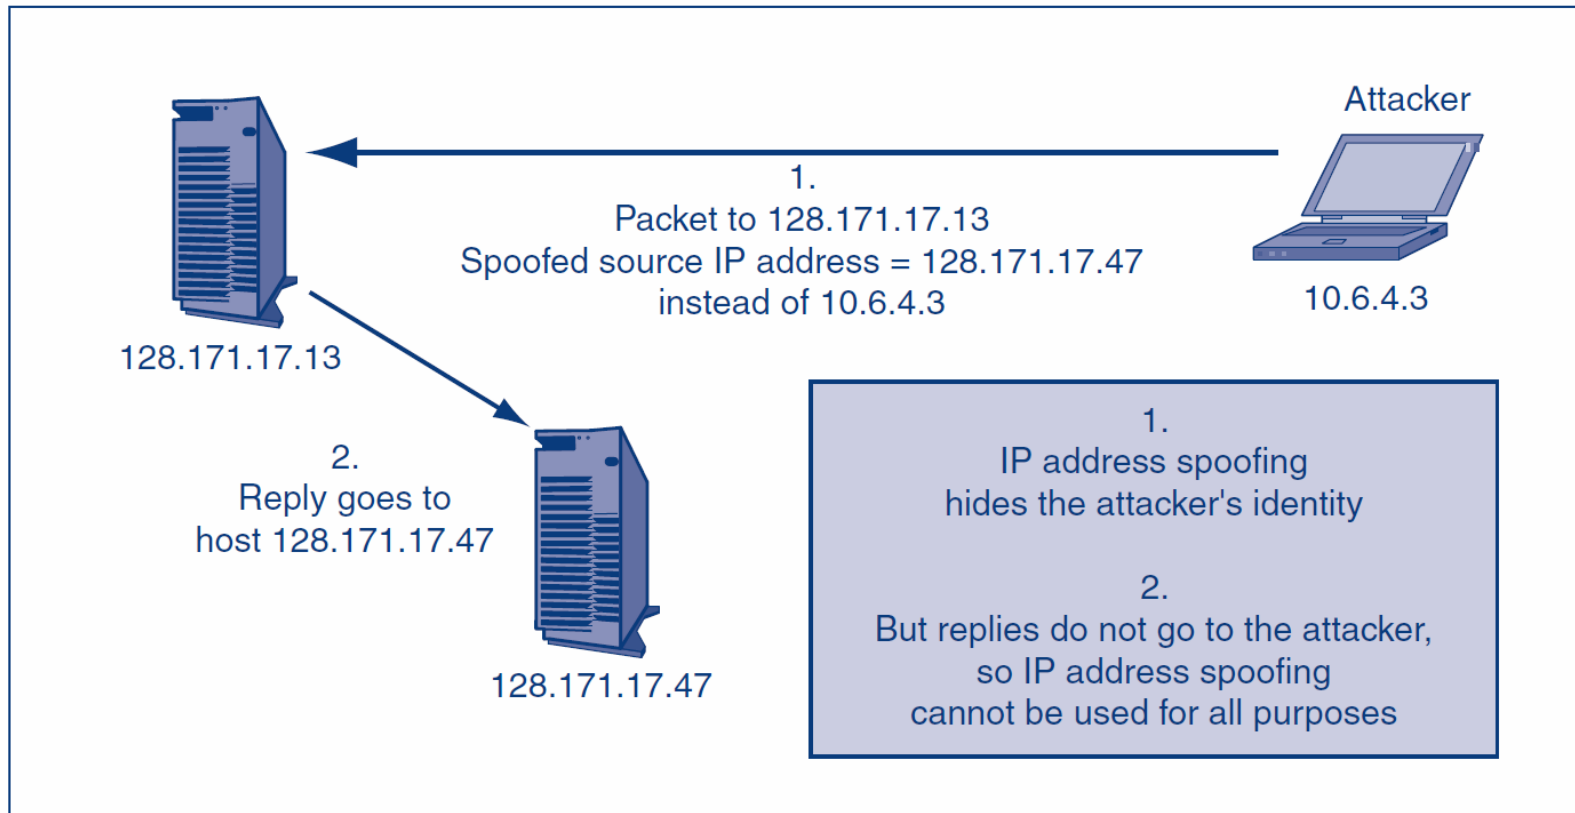 Attacker
1.
Packet to 128.171.17.13
Spoofed source IP address = 128.171.17.47
instead of 10.6.4.3
10.6.4.3
128.171.17.13
2.
Reply goes to
host 128.171.17.47
128.171.17.47
1.
IP address spoofing
hides the attacker's identity
2.
But replies do not go to the attacker,
so IP address spoofing
cannot be used for all purposes